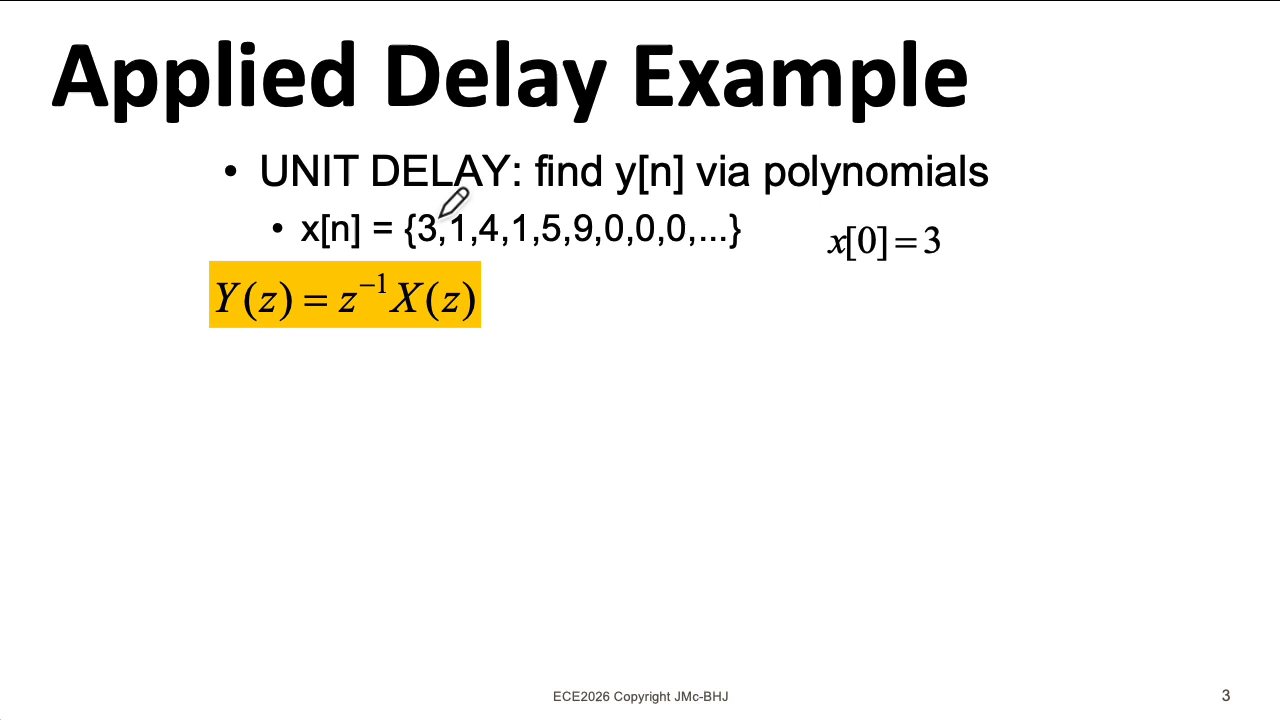 Applied Delay Example
• UNIT DELAY: find y[n] via polynomials
• x[n] = {3,1,4,1,5,9,0,0,0,...}
x[0] = 3
Y(z) = z⁻¹X(z)
ECE2026 Copyright JMc-BHJ
3